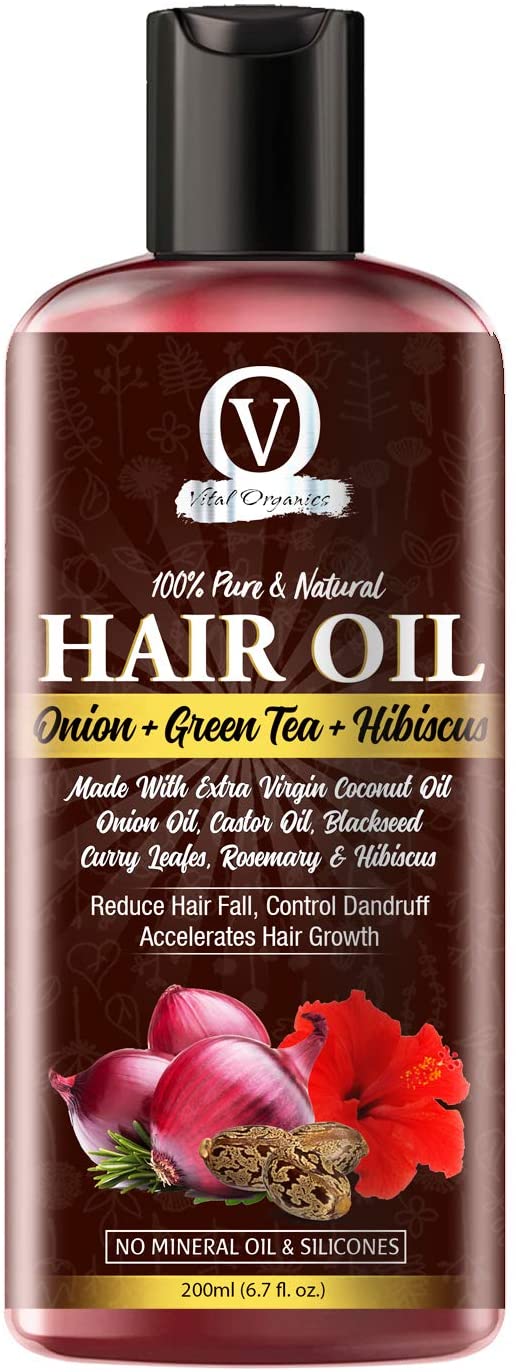 V
Vital Organics
100% Pure & Natural
HAIR OIL
Onion + Green Tea + Hibiscus
Made With Extra Virgin Coconut Oil
Onion Oil, Castor Oil, Blackseed
Curry Leafes, Rosemary & Hibiscus
Reduce Hair Fall, Control Dandruff
Accelerates Hair Growth
NO MINERAL OIL & SILICONES
200ml (6.7 fl. oz.)